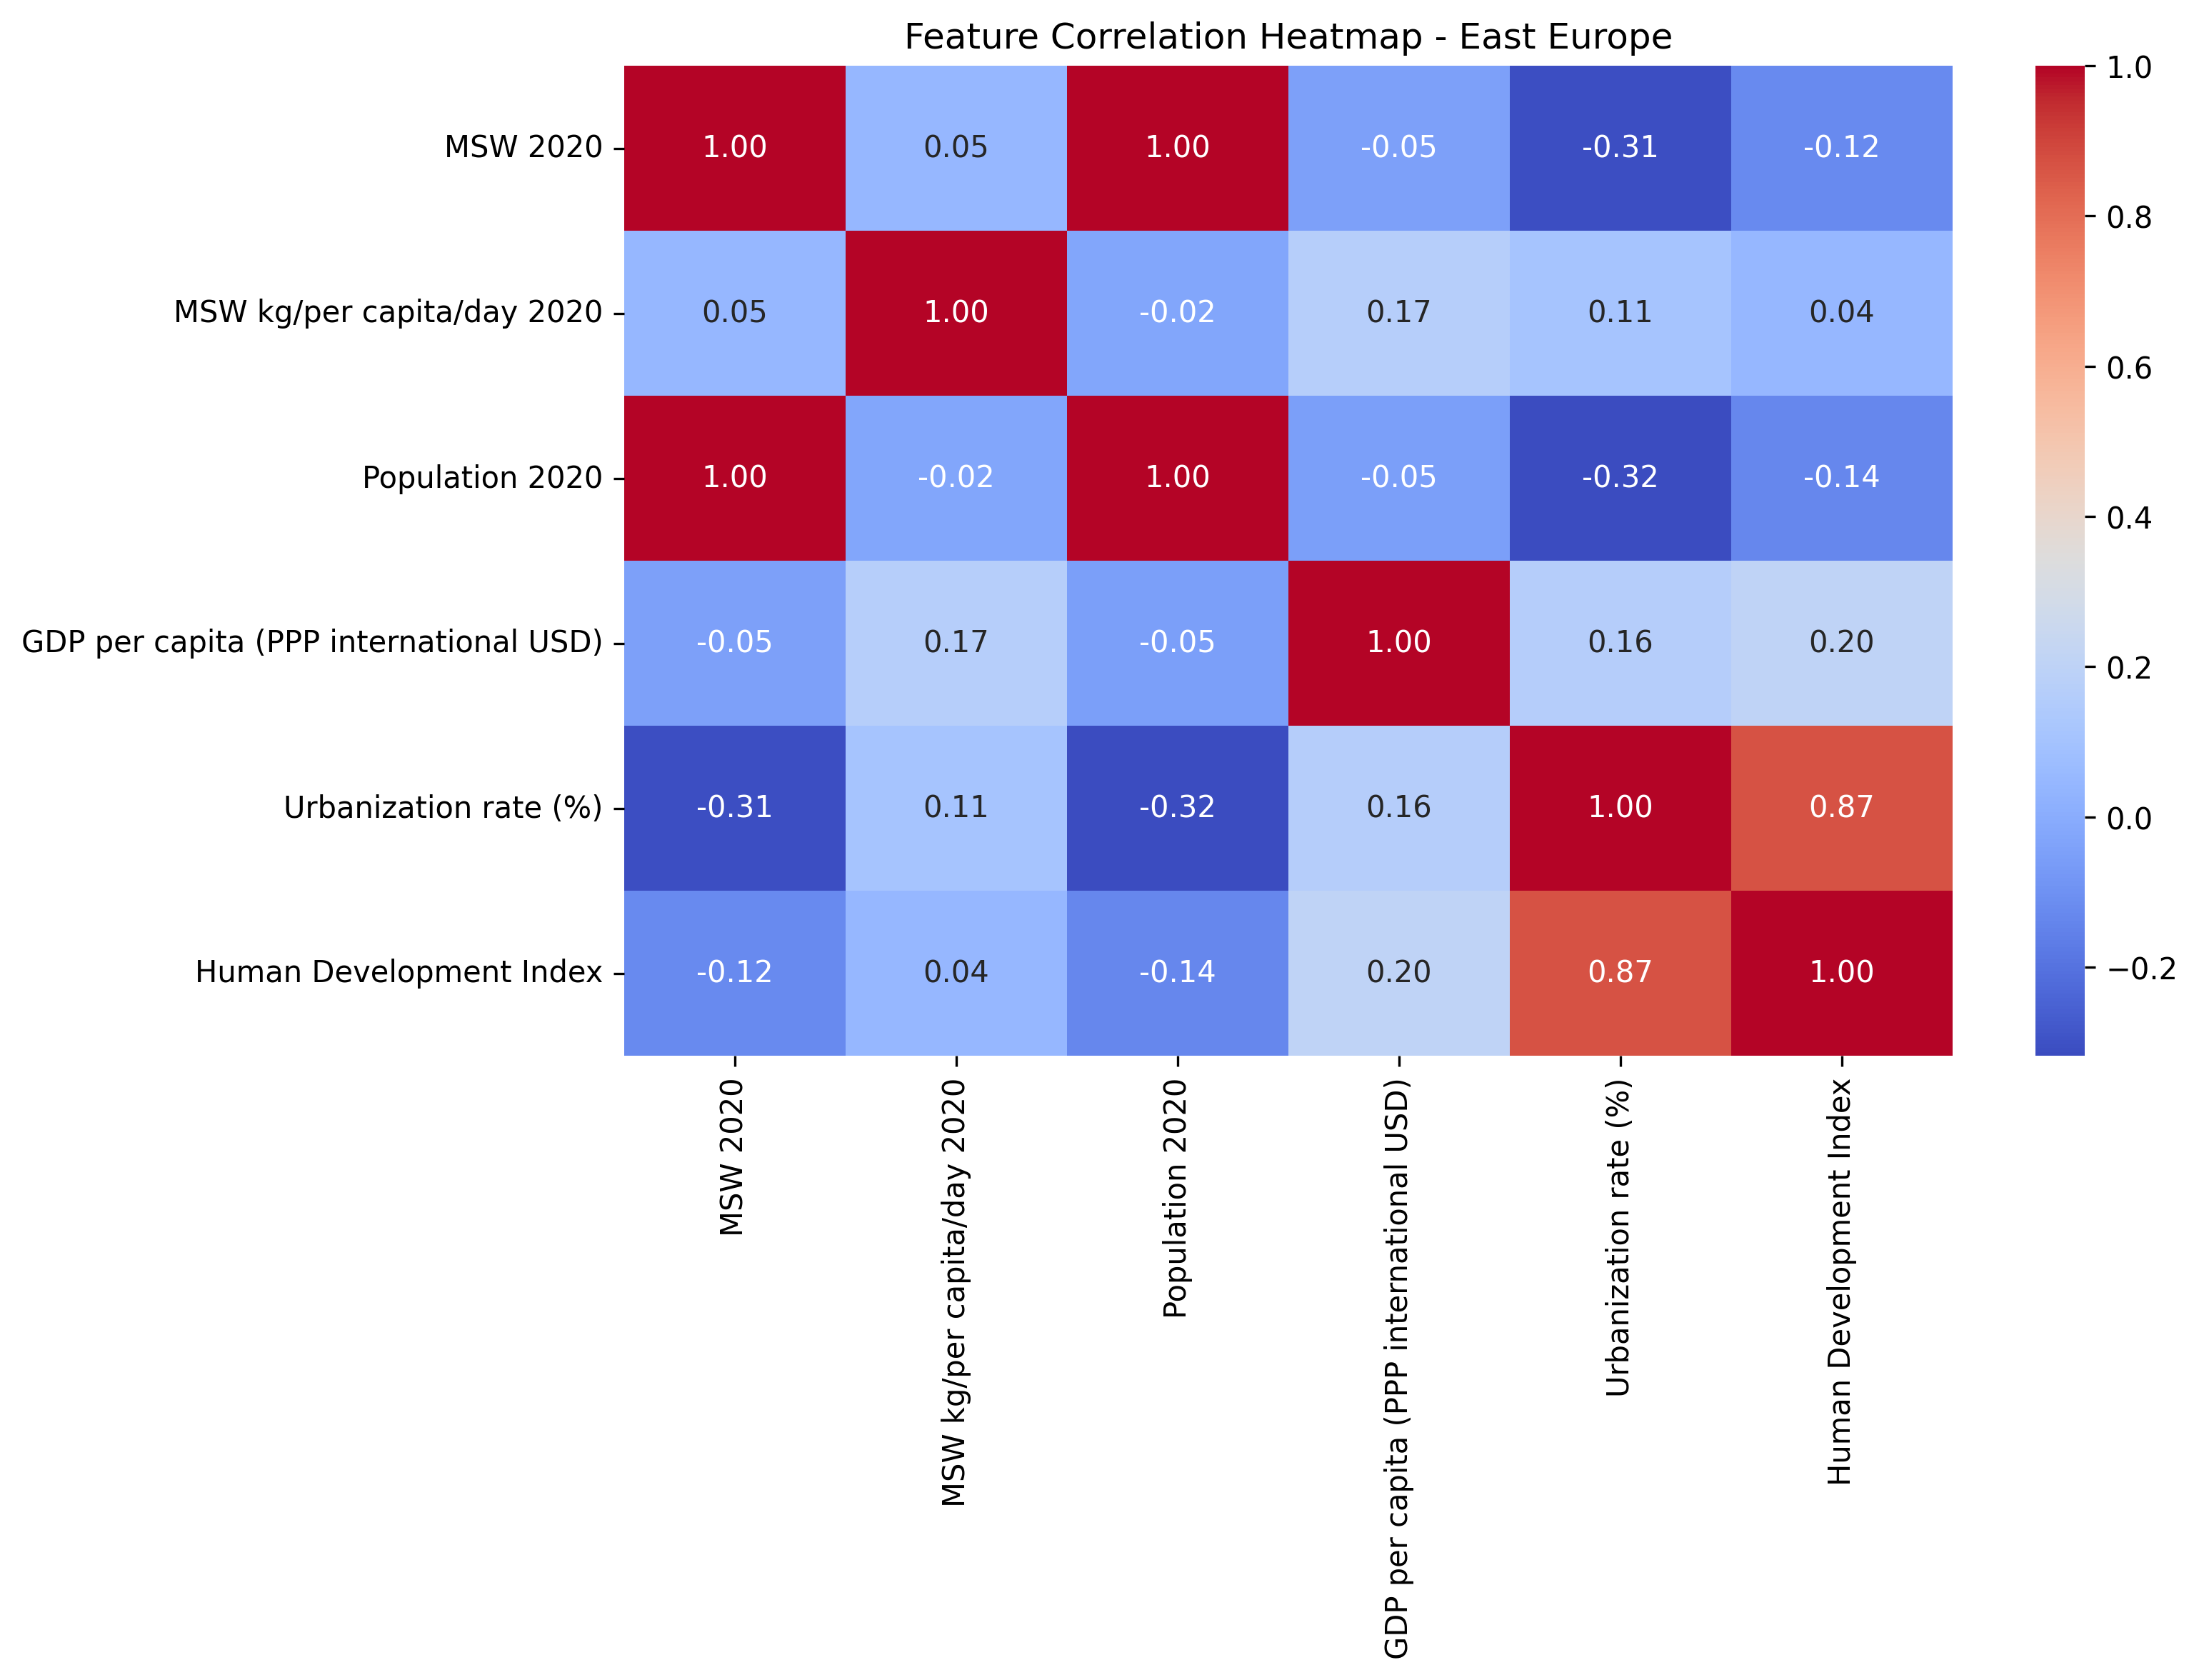 Feature Correlation Heatmap - East Europe
MSW 2020 1.00 0.05 1.00 -0.05 -0.31 -0.12
MSW kg/per capita/day 2020 0.05 1.00 -0.02 0.17 0.11 0.04
Population 2020 1.00 -0.02 1.00 -0.05 -0.32 -0.14
GDP per capita (PPP international USD) -0.05 0.17 -0.05 1.00 0.16 0.20
Urbanization rate (%) -0.31 0.11 -0.32 0.16 1.00 0.87
Human Development Index -0.12 0.04 -0.14 0.20 0.87 1.00
MSW 2020
MSW kg/per capita/day 2020
Population 2020
GDP per capita (PPP international USD)
Urbanization rate (%)
Human Development Index
1.0
0.8
0.6
0.4
0.2
0.0
−0.2